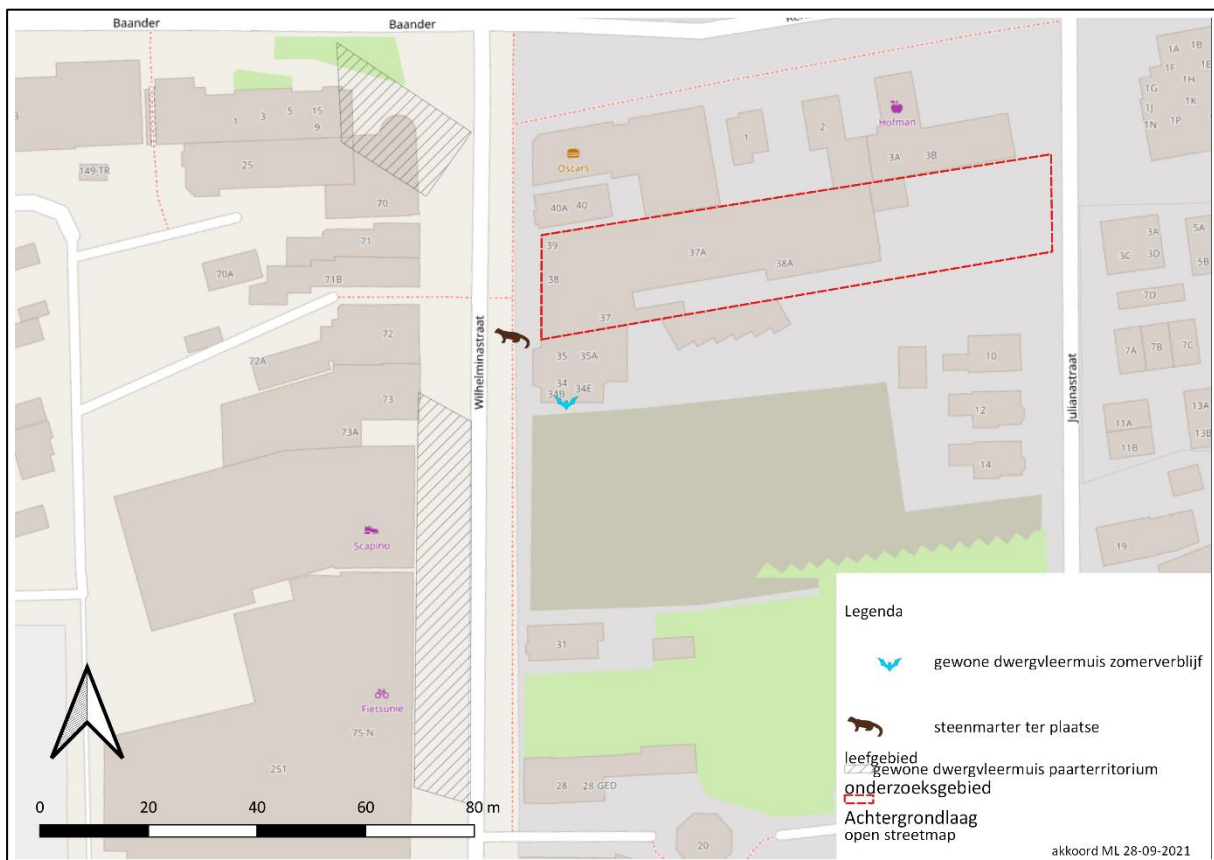 Baander
Baander
1A
1B
1F
1E
1G
1H
1J
1K
1N
1P
1
3
5
15
9
149-TR
25
70
Oscars
1
2
Hofman
3A
3B
40A
40
39
38
37A
38A
37
71
70A
71B
72
72A
73
73A
Wilhelminastraat
35
35A
34
34B
34E
3A
3C
3D
5A
5B
7D
7A
7B
7C
10
12
14
Julianastraat
11A
11B
13A
13B
19
Scapino
31
Fietsunie
75-N
251
28
28-GED
20
0
20
40
60
80 m
Legenda
gewone dwergvleermuis zomerverblijf
steenmarter ter plaatse
leefgebied
gewone dwergvleermuis paarterritorium
onderzoeksgebied
Achtergrondlaag
open streetmap
akkoord ML 28-09-2021